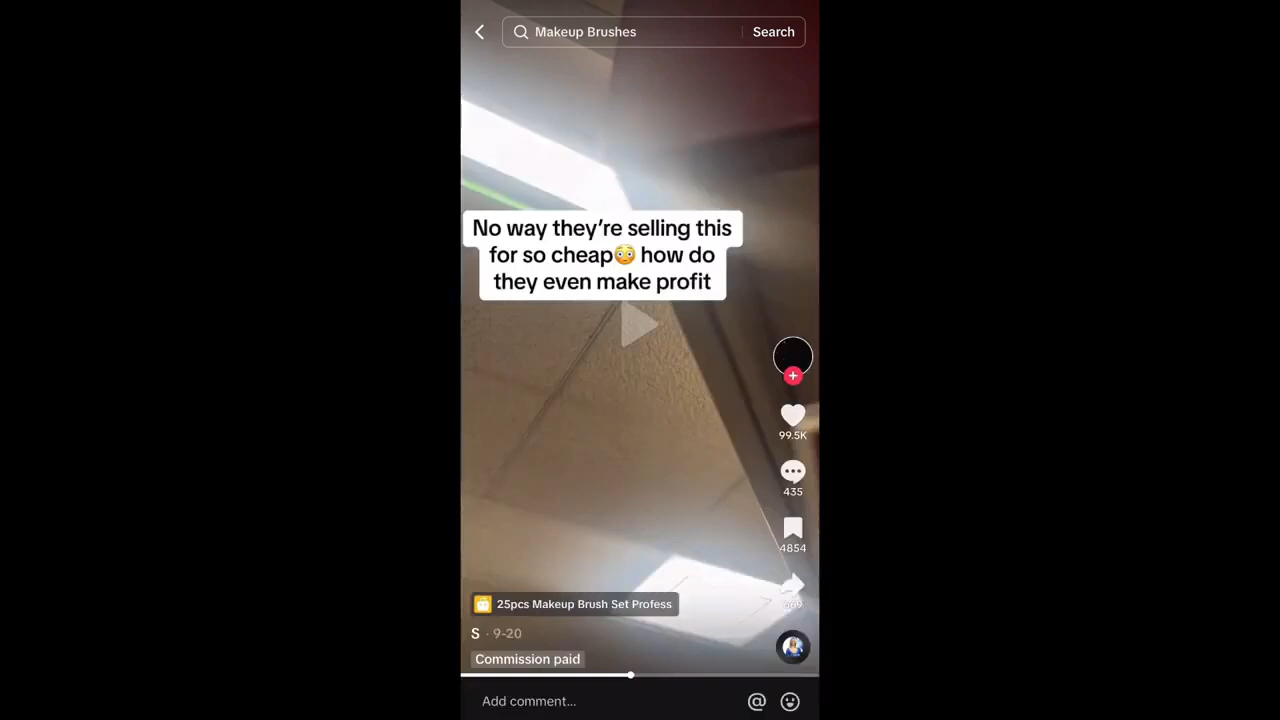 Makeup Brushes
Search
No way they’re selling this
for so cheap😳 how do
they even make profit
99.5K
435
4854
25pcs Makeup Brush Set Profess
S · 9-20
Commission paid
Add comment...
@